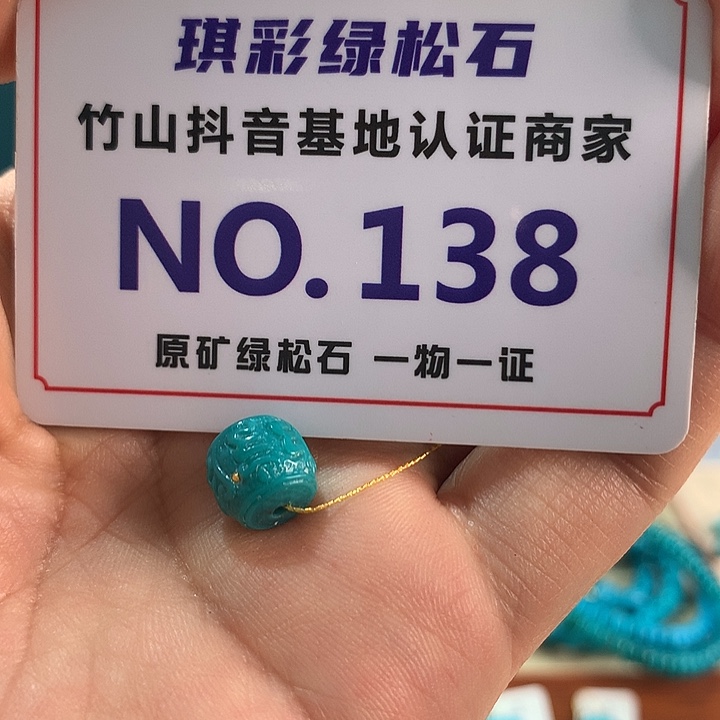 琪彩绿松石
竹山抖音基地认证商家
NO.138
原矿绿松石 一物一证